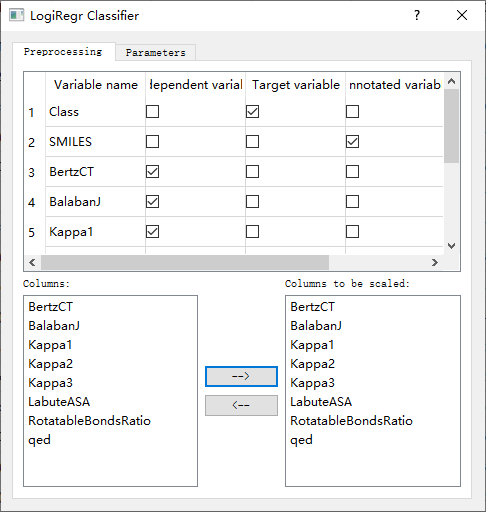 LogiRegr Classifier
Preprocessing Parameters
Variable name dependent variab Target variable nnotated variab
1 Class
2 SMILES
3 BertzCT
4 BalabanJ
5 Kappa1
Columns: Columns to be scaled:
BertzCT BertzCT
BalabanJ BalabanJ
Kappa1 Kappa1
Kappa2 Kappa2
Kappa3 Kappa3
LabuteASA LabuteASA
RotatableBondsRatio RotatableBondsRatio
qed qed
-->
<--